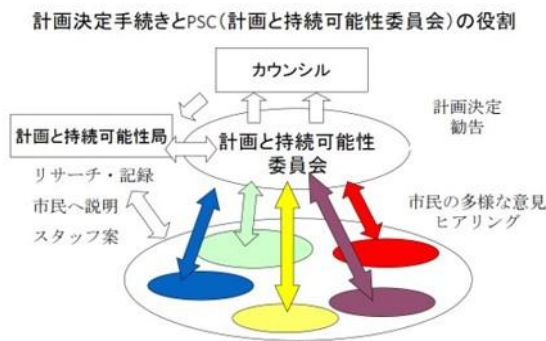 計画決定手続きとPSC(計画と持続可能性委員会)の役割
カウンシル
計画と持続可能性局
計画と持続可能性
委員会
計画決定
勧告
リサーチ・記録
市民へ説明
スタッフ案
市民の多様な意見
ヒアリング